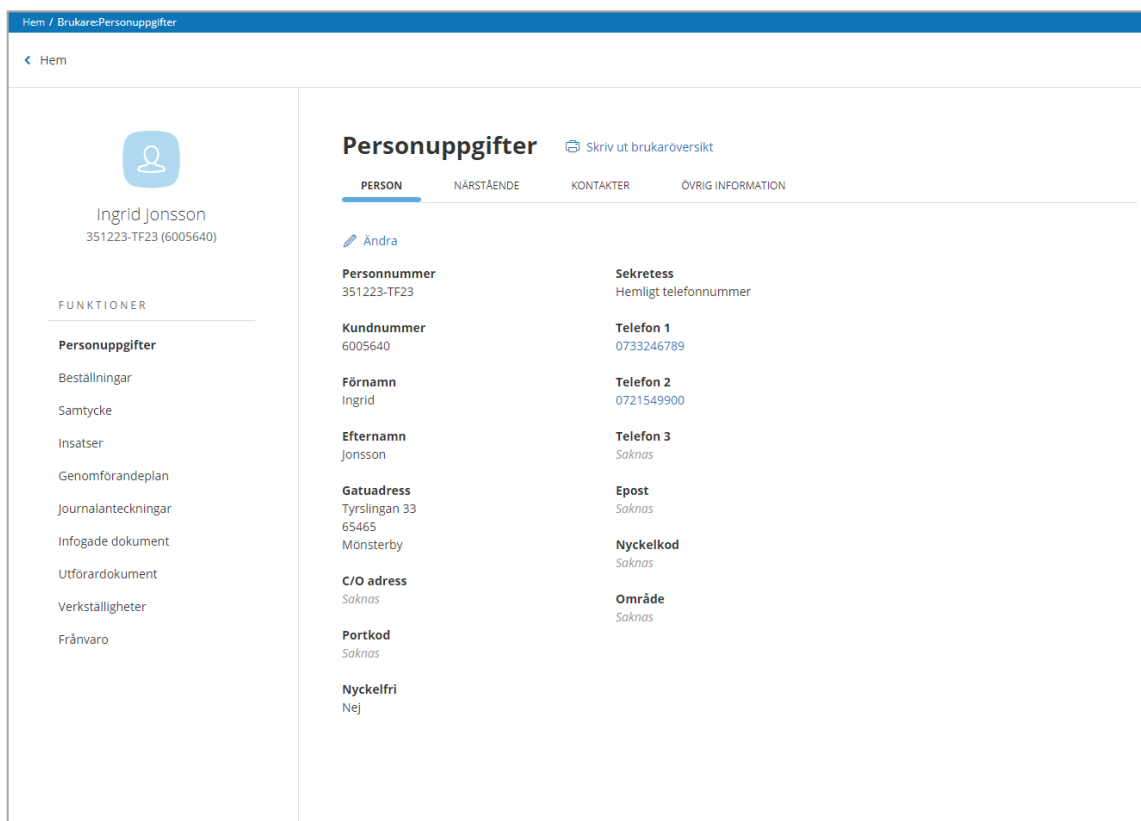 Hem / Brukare:Personuppgifter
Hem
Ingrid Jonsson
351223-TF23 (6005640)
FUNKTIONER
Personuppgifter
Beställningar
Samtycke
Insatser
Genomförandeplan
Journalanteckningar
Infogade dokument
Utförardokument
Verkställigheter
Frånvaro
Personuppgifter
Skriv ut brukaröversikt
PERSON
NÄRSTÅENDE
KONTAKTER
ÖVRIG INFORMATION
Ändra
Personnummer
351223-TF23
Kundnummer
6005640
Förnamn
Ingrid
Efternamn
Jonsson
Gatuadress
Tyrslingan 33
65465
Mönsterby
C/O adress
Saknas
Portkod
Saknas
Nyckelfri
Nej
Sekretess
Hemligt telefonnummer
Telefon 1
0733246789
Telefon 2
0721549900
Telefon 3
Saknas
Epost
Saknas
Nyckelkod
Saknas
Område
Saknas